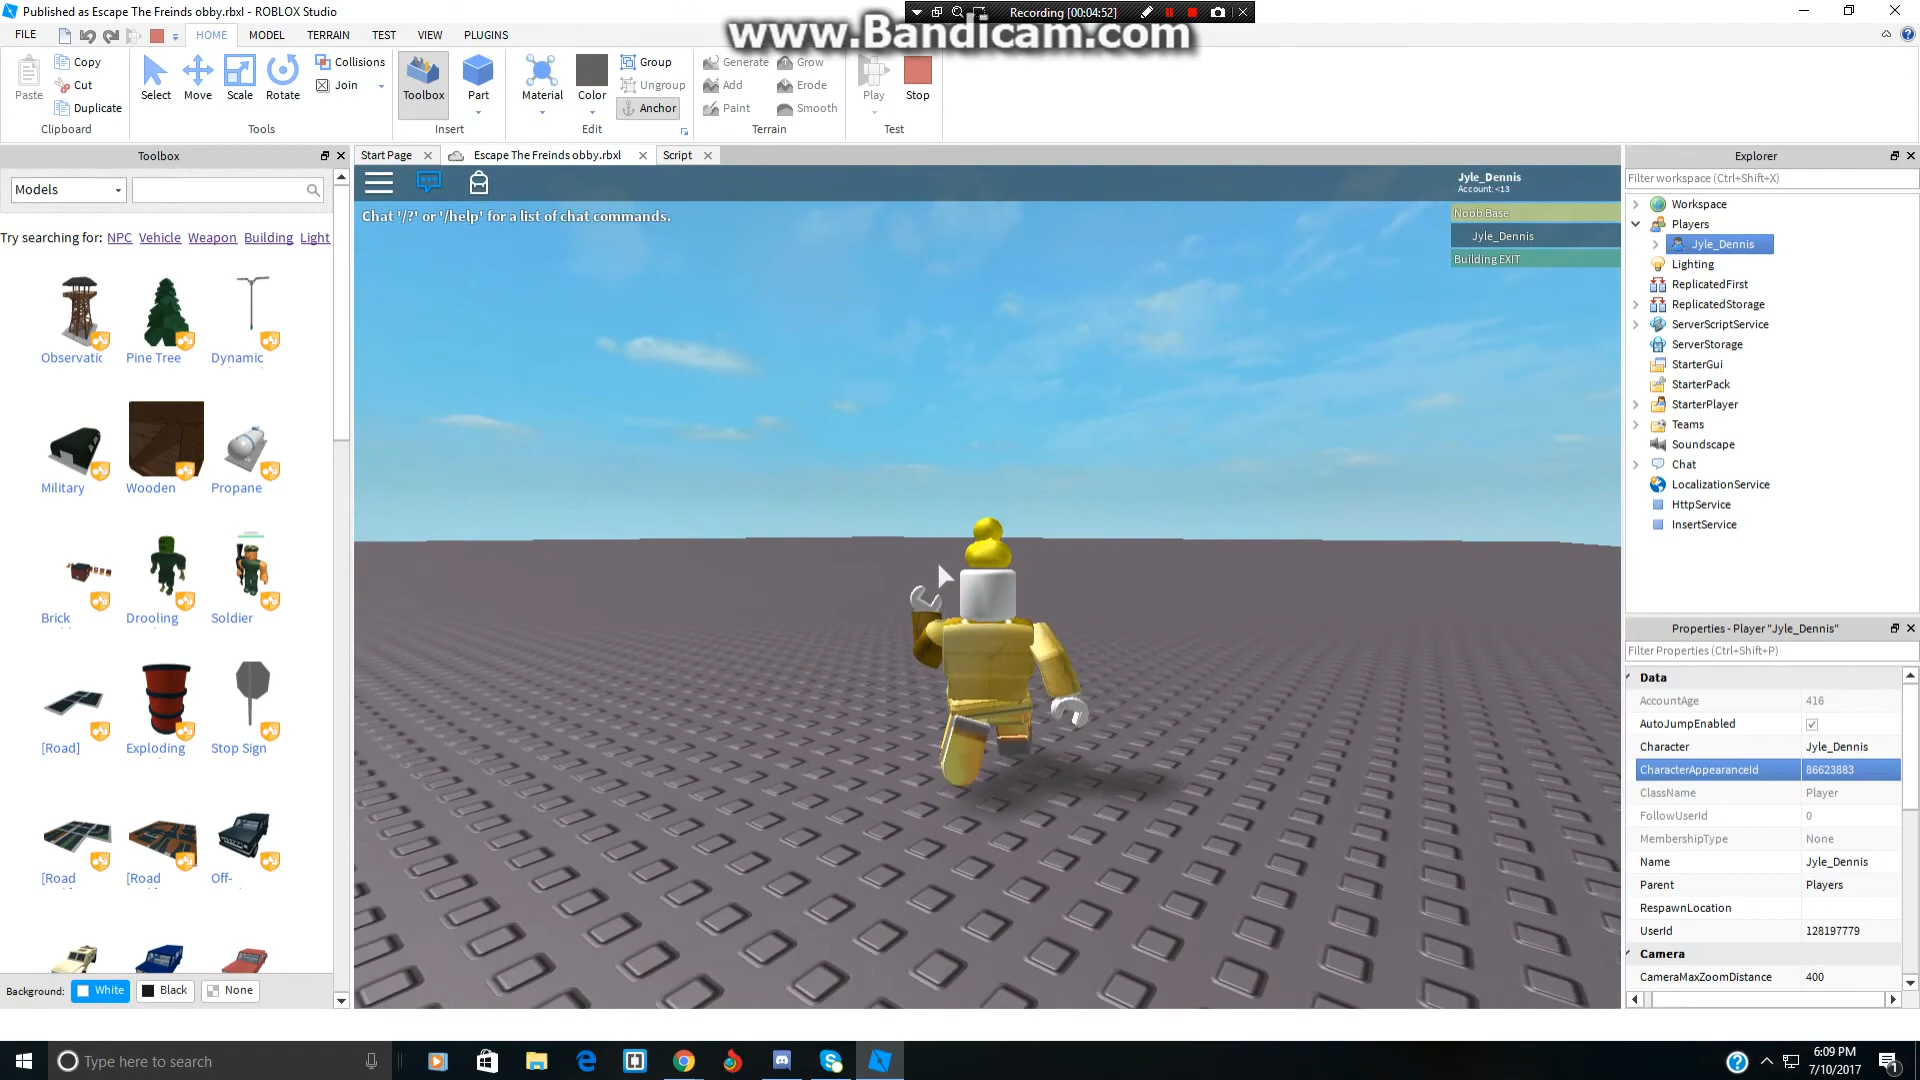 Published as Escape The Freinds obby.rbxl - ROBLOX Studio
Recording [00:04:52]
www.Bandicam.com
FILE
HOME
MODEL
TERRAIN
TEST
VIEW
PLUGINS
Paste
Copy
Cut
Duplicate
Clipboard
Select
Move
Scale
Rotate
Collisions
Join
Tools
Toolbox
Part
Insert
Material
Color
Group
Ungroup
Anchor
Edit
Generate
Grow
Add
Erode
Paint
Smooth
Terrain
Play
Stop
Test
Toolbox
Start Page
Escape The Freinds obby.rbxl
Script
Models
Try searching for: NPC Vehicle Weapon Building Light
Observatic
Pine Tree
Dynamic
Military
Wooden
Propane
Brick
Drooling
Soldier
[Road]
Exploding
Stop Sign
[Road
[Road
Off-
Background:
White
Black
None
Chat '/?' or '/help' for a list of chat commands.
Jyle_Dennis
Account: <13
Noob Base
Jyle_Dennis
Building EXIT
Explorer
Filter workspace (Ctrl+Shift+X)
Workspace
Players
Jyle_Dennis
Lighting
ReplicatedFirst
ReplicatedStorage
ServerScriptService
ServerStorage
StarterGui
StarterPack
StarterPlayer
Teams
Soundscape
Chat
LocalizationService
HttpService
InsertService
Properties - Player "Jyle_Dennis"
Filter Properties (Ctrl+Shift+P)
Data
AccountAge 416
AutoJumpEnabled
Character Jyle_Dennis
CharacterAppearanceId 86623883
ClassName Player
FollowUserId 0
MembershipType None
Name Jyle_Dennis
Parent Players
RespawnLocation
UserId 128197779
Camera
CameraMaxZoomDistance 400
Type here to search
6:09 PM
7/10/2017
1